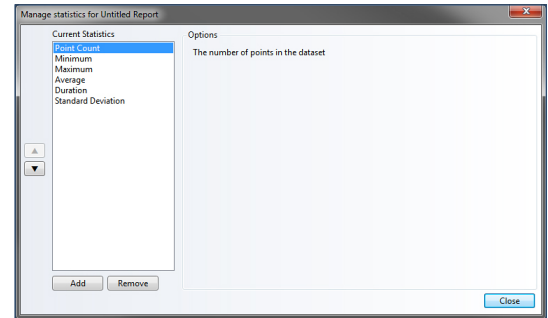 Manage statistics for Untitled Report
Current Statistics
Point Count
Minimum
Maximum
Average
Duration
Standard Deviation
Options
The number of points in the dataset
Add
Remove
Close